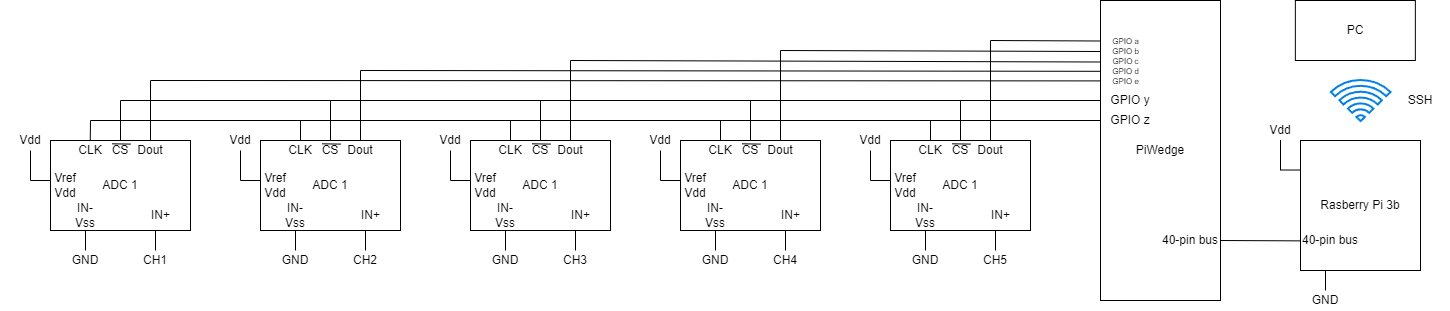 PC
GPIO a
GPIO b
GPIO c
GPIO d
GPIO e
GPIO y
SSH
GPIO z
Vdd
Vdd
Vdd
Vdd
Vdd
Vdd
CLK CS Dout
CLK CS Dout
CLK CS Dout
CLK CS Dout
CLK CS Dout
PiWedge
Vref
Vdd
ADC 1
IN-
Vss
IN+
Vref
Vdd
ADC 1
IN-
Vss
IN+
Vref
Vdd
ADC 1
IN-
Vss
IN+
Vref
Vdd
ADC 1
IN-
Vss
IN+
Vref
Vdd
ADC 1
IN-
Vss
IN+
Rasberry Pi 3b
40-pin bus
40-pin bus
GND
CH1
GND
CH2
GND
CH3
GND
CH4
GND
CH5
GND